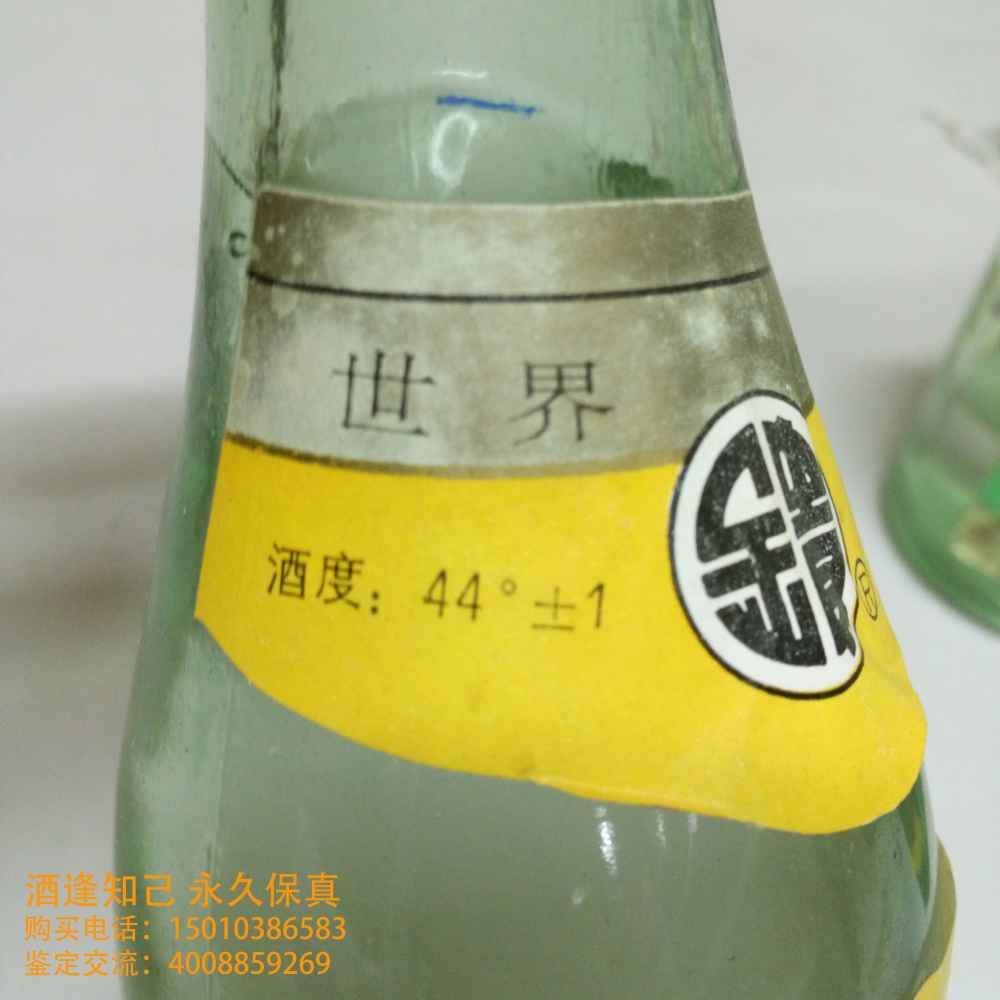 世界
酒度：44°±1
®
酒逢知己 永久保真
购买电话：15010386583
鉴定交流：4008859269